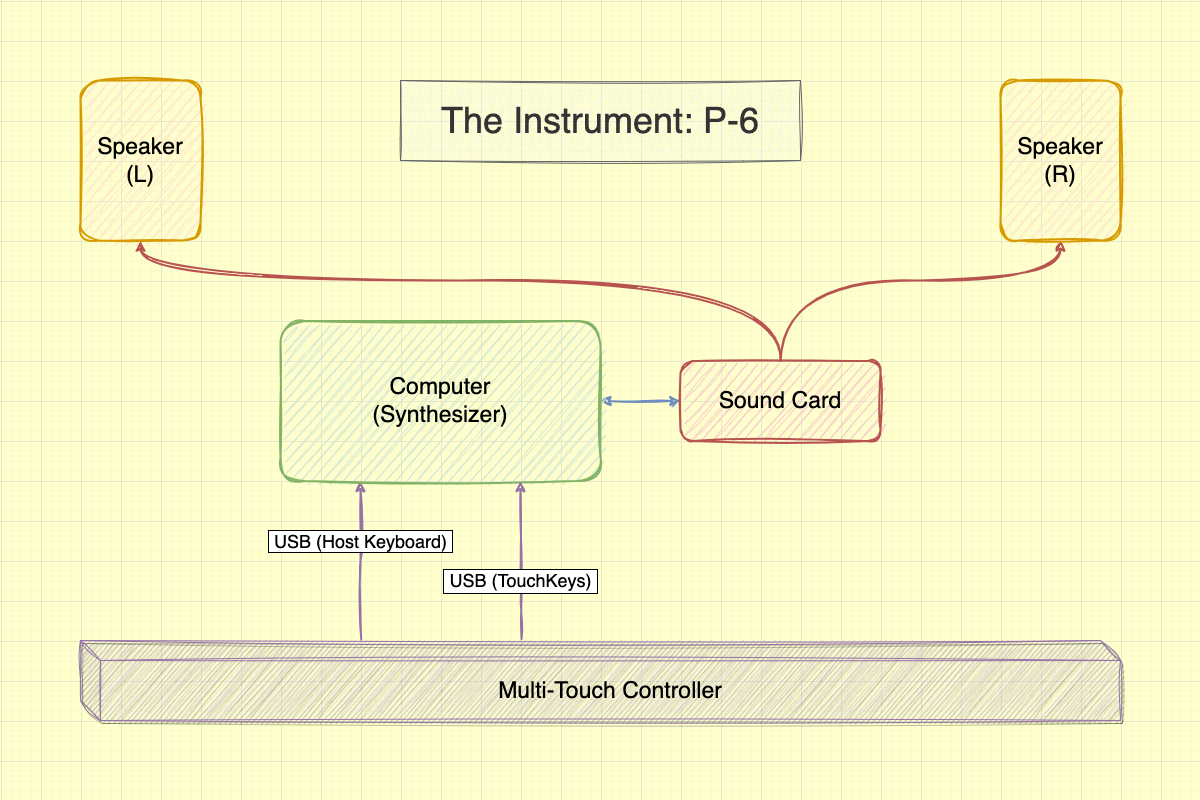 The Instrument: P-6
Speaker
(L)
Speaker
(R)
Computer
(Synthesizer)
Sound Card
USB (Host Keyboard)
USB (TouchKeys)
Multi-Touch Controller